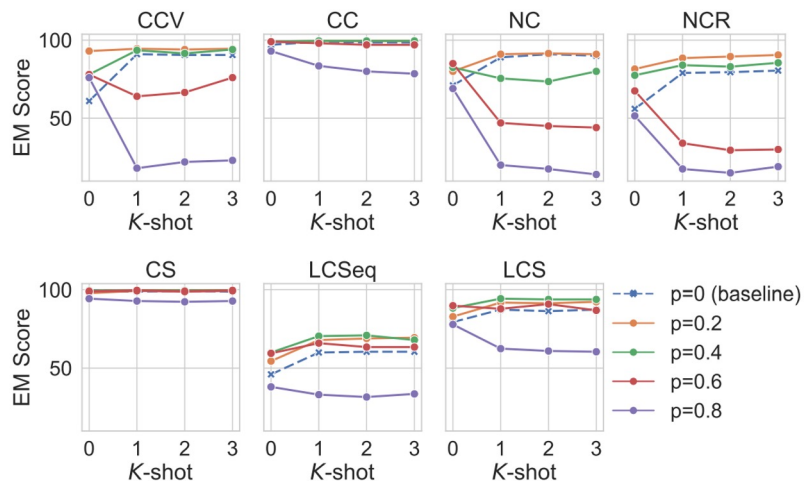 CCV CC NC NCR
EM Score
100
50
0 1 2 3 0 1 2 3 0 1 2 3 0 1 2 3
K-shot K-shot K-shot K-shot
CS LCSeq LCS
EM Score
100
50
0 1 2 3 0 1 2 3 0 1 2 3
K-shot K-shot K-shot
p=0 (baseline)
p=0.2
p=0.4
p=0.6
p=0.8